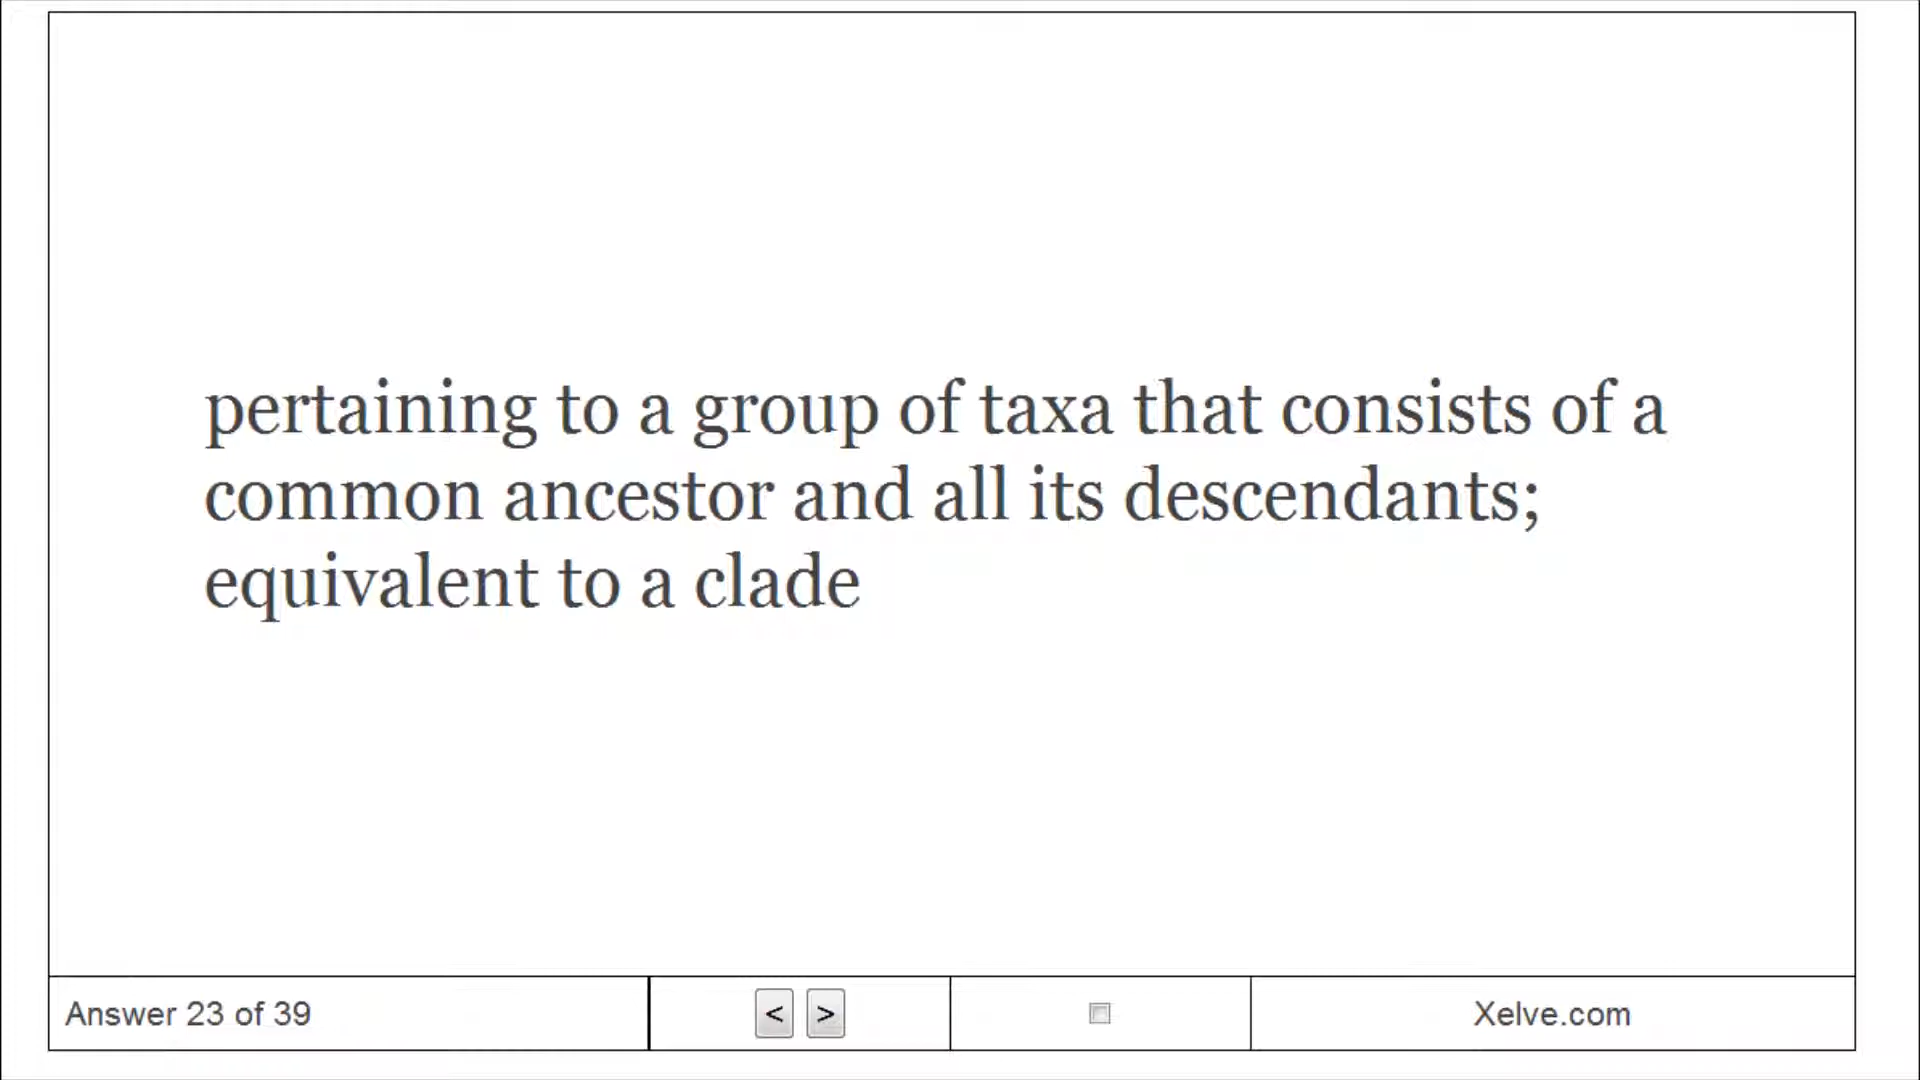 pertaining to a group of taxa that consists of a
common ancestor and all its descendants;
equivalent to a clade
Answer 23 of 39
< >
Xelve.com